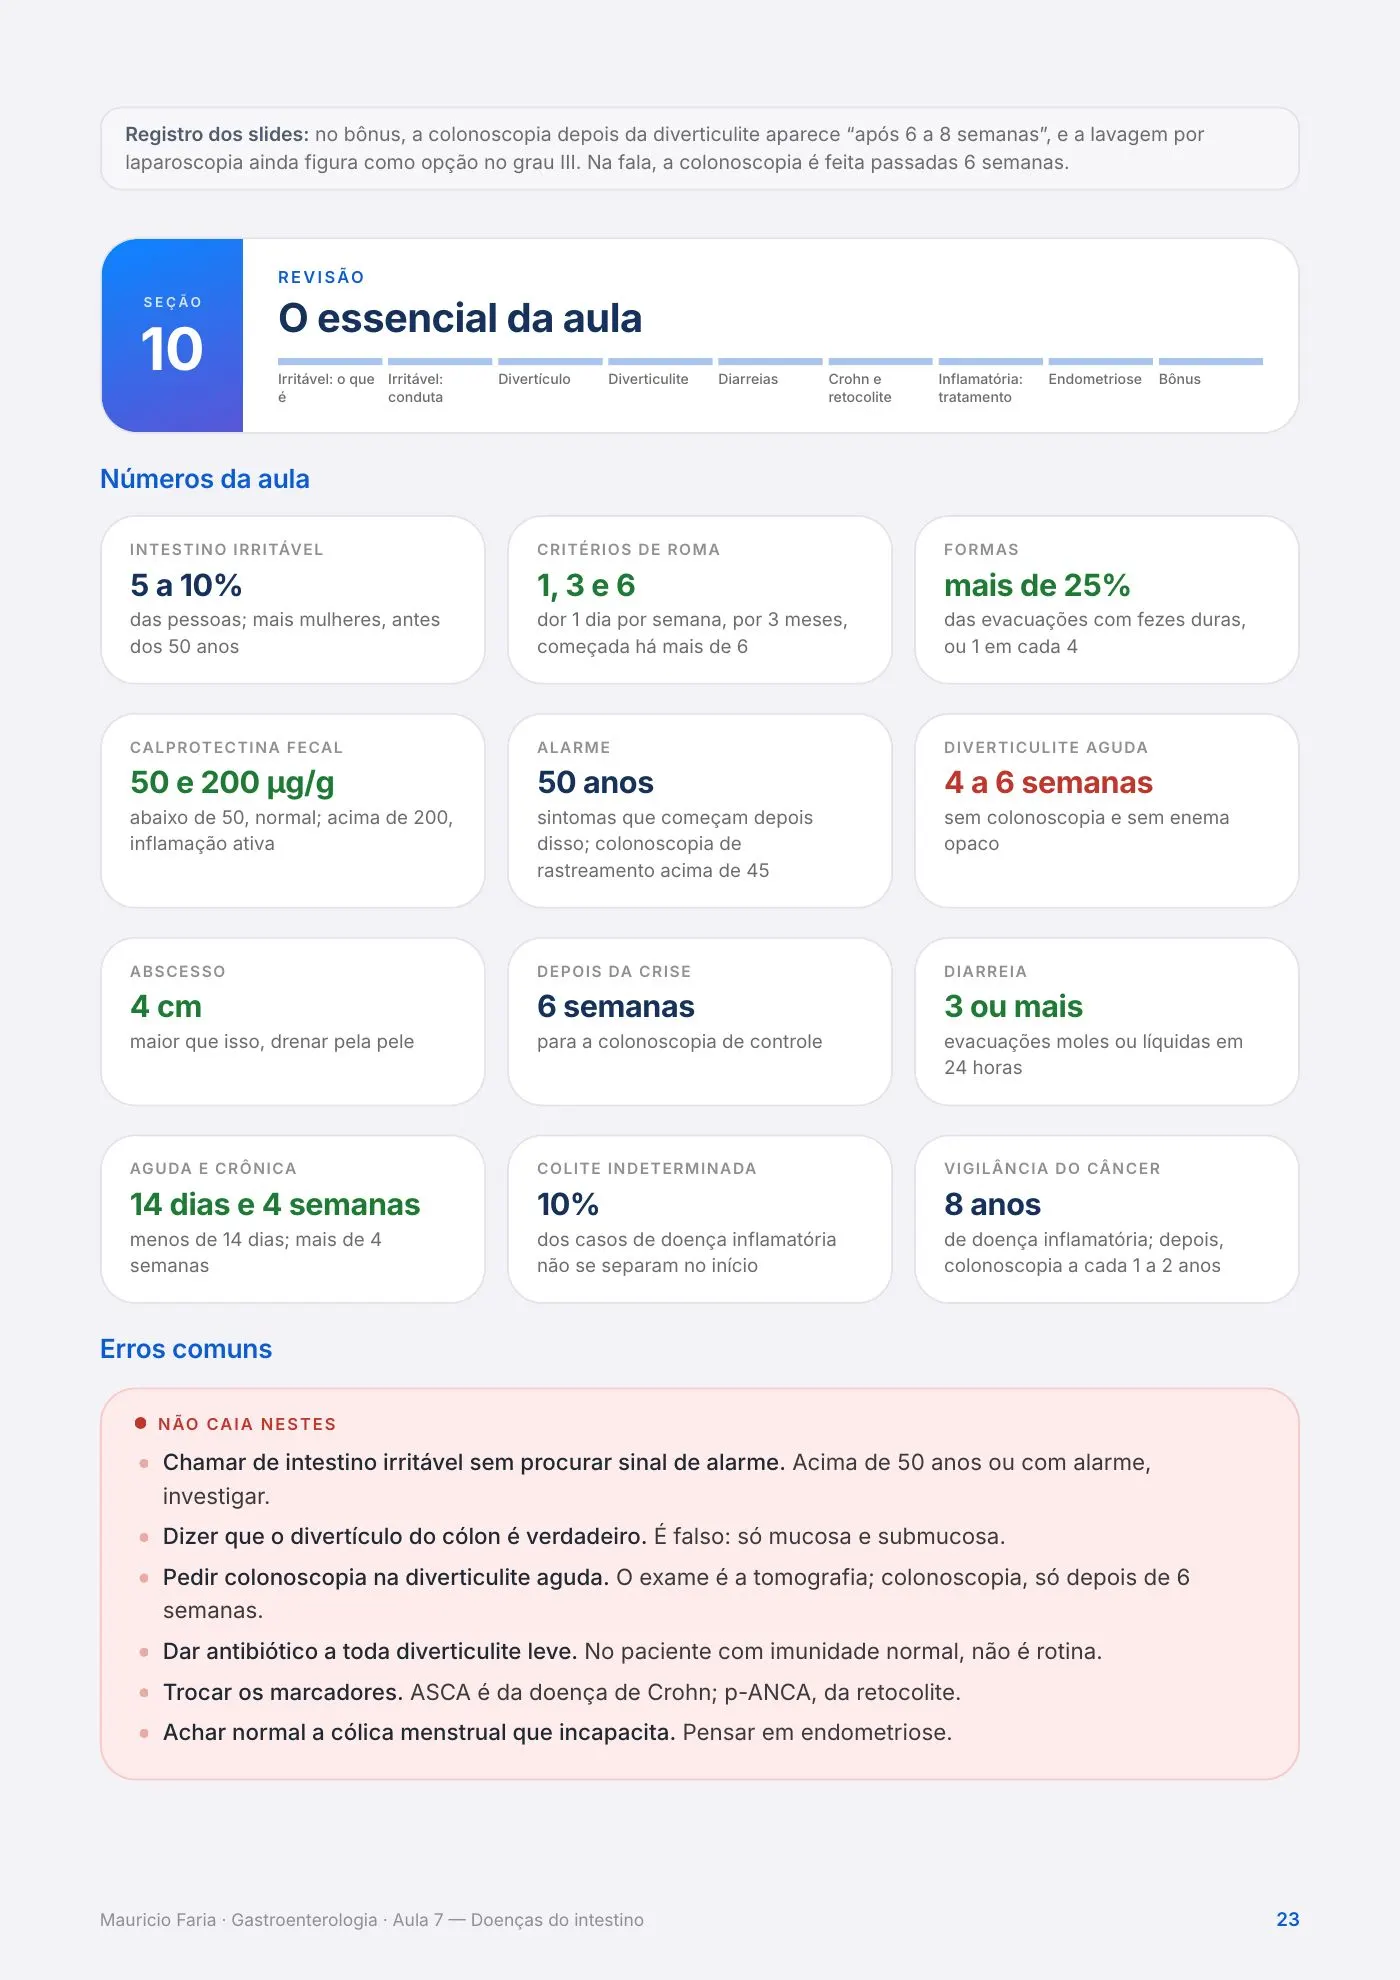 Registro dos slides: no bônus, a colonoscopia depois da diverticulite aparece “após 6 a 8 semanas”, e a lavagem por
laparoscopia ainda figura como opção no grau III. Na fala, a colonoscopia é feita passadas 6 semanas.
SEÇÃO
10
REVISÃO
O essencial da aula
Irritável: o que
é
Irritável:
conduta
Divertículo
Diverticulite
Diarreias
Crohn e
retocolite
Inflamatória:
tratamento
Endometriose
Bônus
Números da aula
INTESTINO IRRITÁVEL
5 a 10%
das pessoas; mais mulheres, antes
dos 50 anos
CRITÉRIOS DE ROMA
1, 3 e 6
dor 1 dia por semana, por 3 meses,
começada há mais de 6
FORMAS
mais de 25%
das evacuações com fezes duras,
ou 1 em cada 4
CALPROTECTINA FECAL
50 e 200 µg/g
abaixo de 50, normal; acima de 200,
inflamação ativa
ALARME
50 anos
sintomas que começam depois
disso; colonoscopia de
rastreamento acima de 45
DIVERTICULITE AGUDA
4 a 6 semanas
sem colonoscopia e sem enema
opaco
ABSCESSO
4 cm
maior que isso, drenar pela pele
DEPOIS DA CRISE
6 semanas
para a colonoscopia de controle
DIARREIA
3 ou mais
evacuações moles ou líquidas em
24 horas
AGUDA E CRÔNICA
14 dias e 4 semanas
menos de 14 dias; mais de 4
semanas
COLITE INDETERMINADA
10%
dos casos de doença inflamatória
não se separam no início
VIGILÂNCIA DO CÂNCER
8 anos
de doença inflamatória; depois,
colonoscopia a cada 1 a 2 anos
Erros comuns
NÃO CAIA NESTES
Chamar de intestino irritável sem procurar sinal de alarme. Acima de 50 anos ou com alarme,
investigar.
Dizer que o divertículo do cólon é verdadeiro. É falso: só mucosa e submucosa.
Pedir colonoscopia na diverticulite aguda. O exame é a tomografia; colonoscopia, só depois de 6
semanas.
Dar antibiótico a toda diverticulite leve. No paciente com imunidade normal, não é rotina.
Trocar os marcadores. ASCA é da doença de Crohn; p-ANCA, da retocolite.
Achar normal a cólica menstrual que incapacita. Pensar em endometriose.
Mauricio Faria · Gastroenterologia · Aula 7 — Doenças do intestino
23